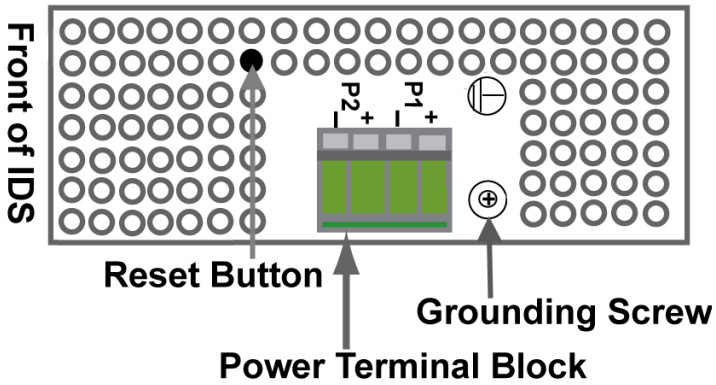 Front of IDS
P2
- +
P1
- +
Reset Button
Grounding Screw
Power Terminal Block